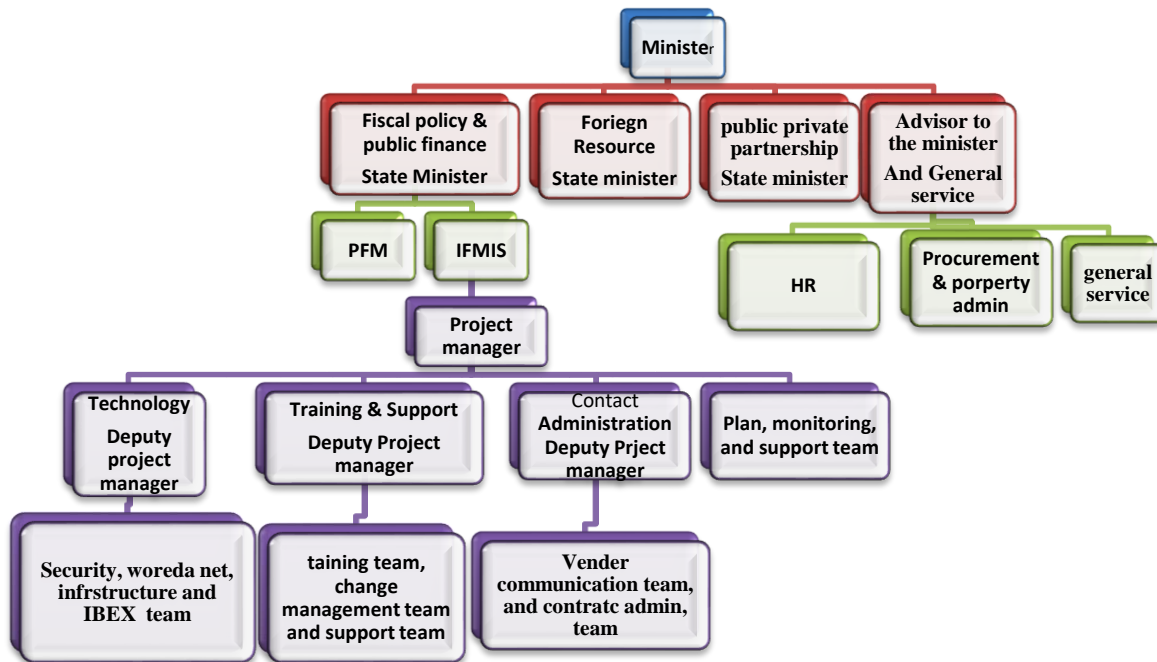 Minister
Fiscal policy &
public finance
State Minister
Foriegn
Resource
State minister
public private
partnership
State minister
Advisor to
the minister
And General
service
PFM
IFMIS
HR
Procurement
& porperty
admin
general
service
Project
manager
Technology
Deputy
project
manager
Training & Support
Deputy Project
manager
Contact
Administration
Deputy Prject
manager
Plan, monitoring,
and support team
Security, woreda net,
infrstructure and
IBEX team
taining team,
change
management team
and support team
Vender
communication team,
and contratc admin,
team